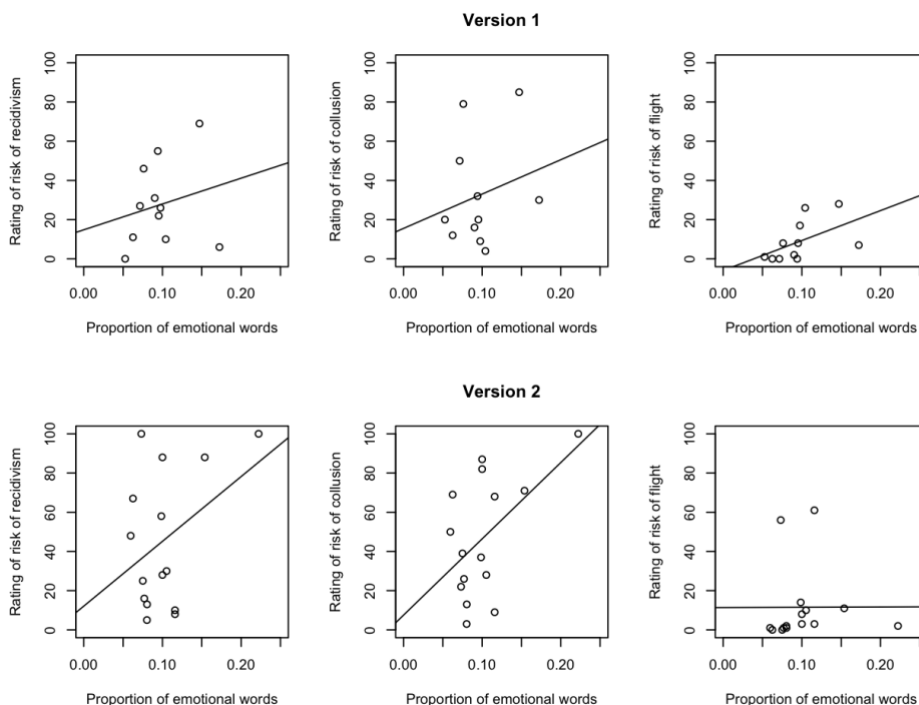 Version 1
Rating of risk of recidivism
100
80
60
40
20
0
0.00 0.10 0.20
Proportion of emotional words
Rating of risk of collusion
100
80
60
40
20
0
0.00 0.10 0.20
Proportion of emotional words
Rating of risk of flight
100
80
60
40
20
0
0.00 0.10 0.20
Proportion of emotional words
Version 2
Rating of risk of recidivism
100
80
60
40
20
0
0.00 0.10 0.20
Proportion of emotional words
Rating of risk of collusion
100
80
60
40
20
0
0.00 0.10 0.20
Proportion of emotional words
Rating of risk of flight
100
80
60
40
20
0
0.00 0.10 0.20
Proportion of emotional words